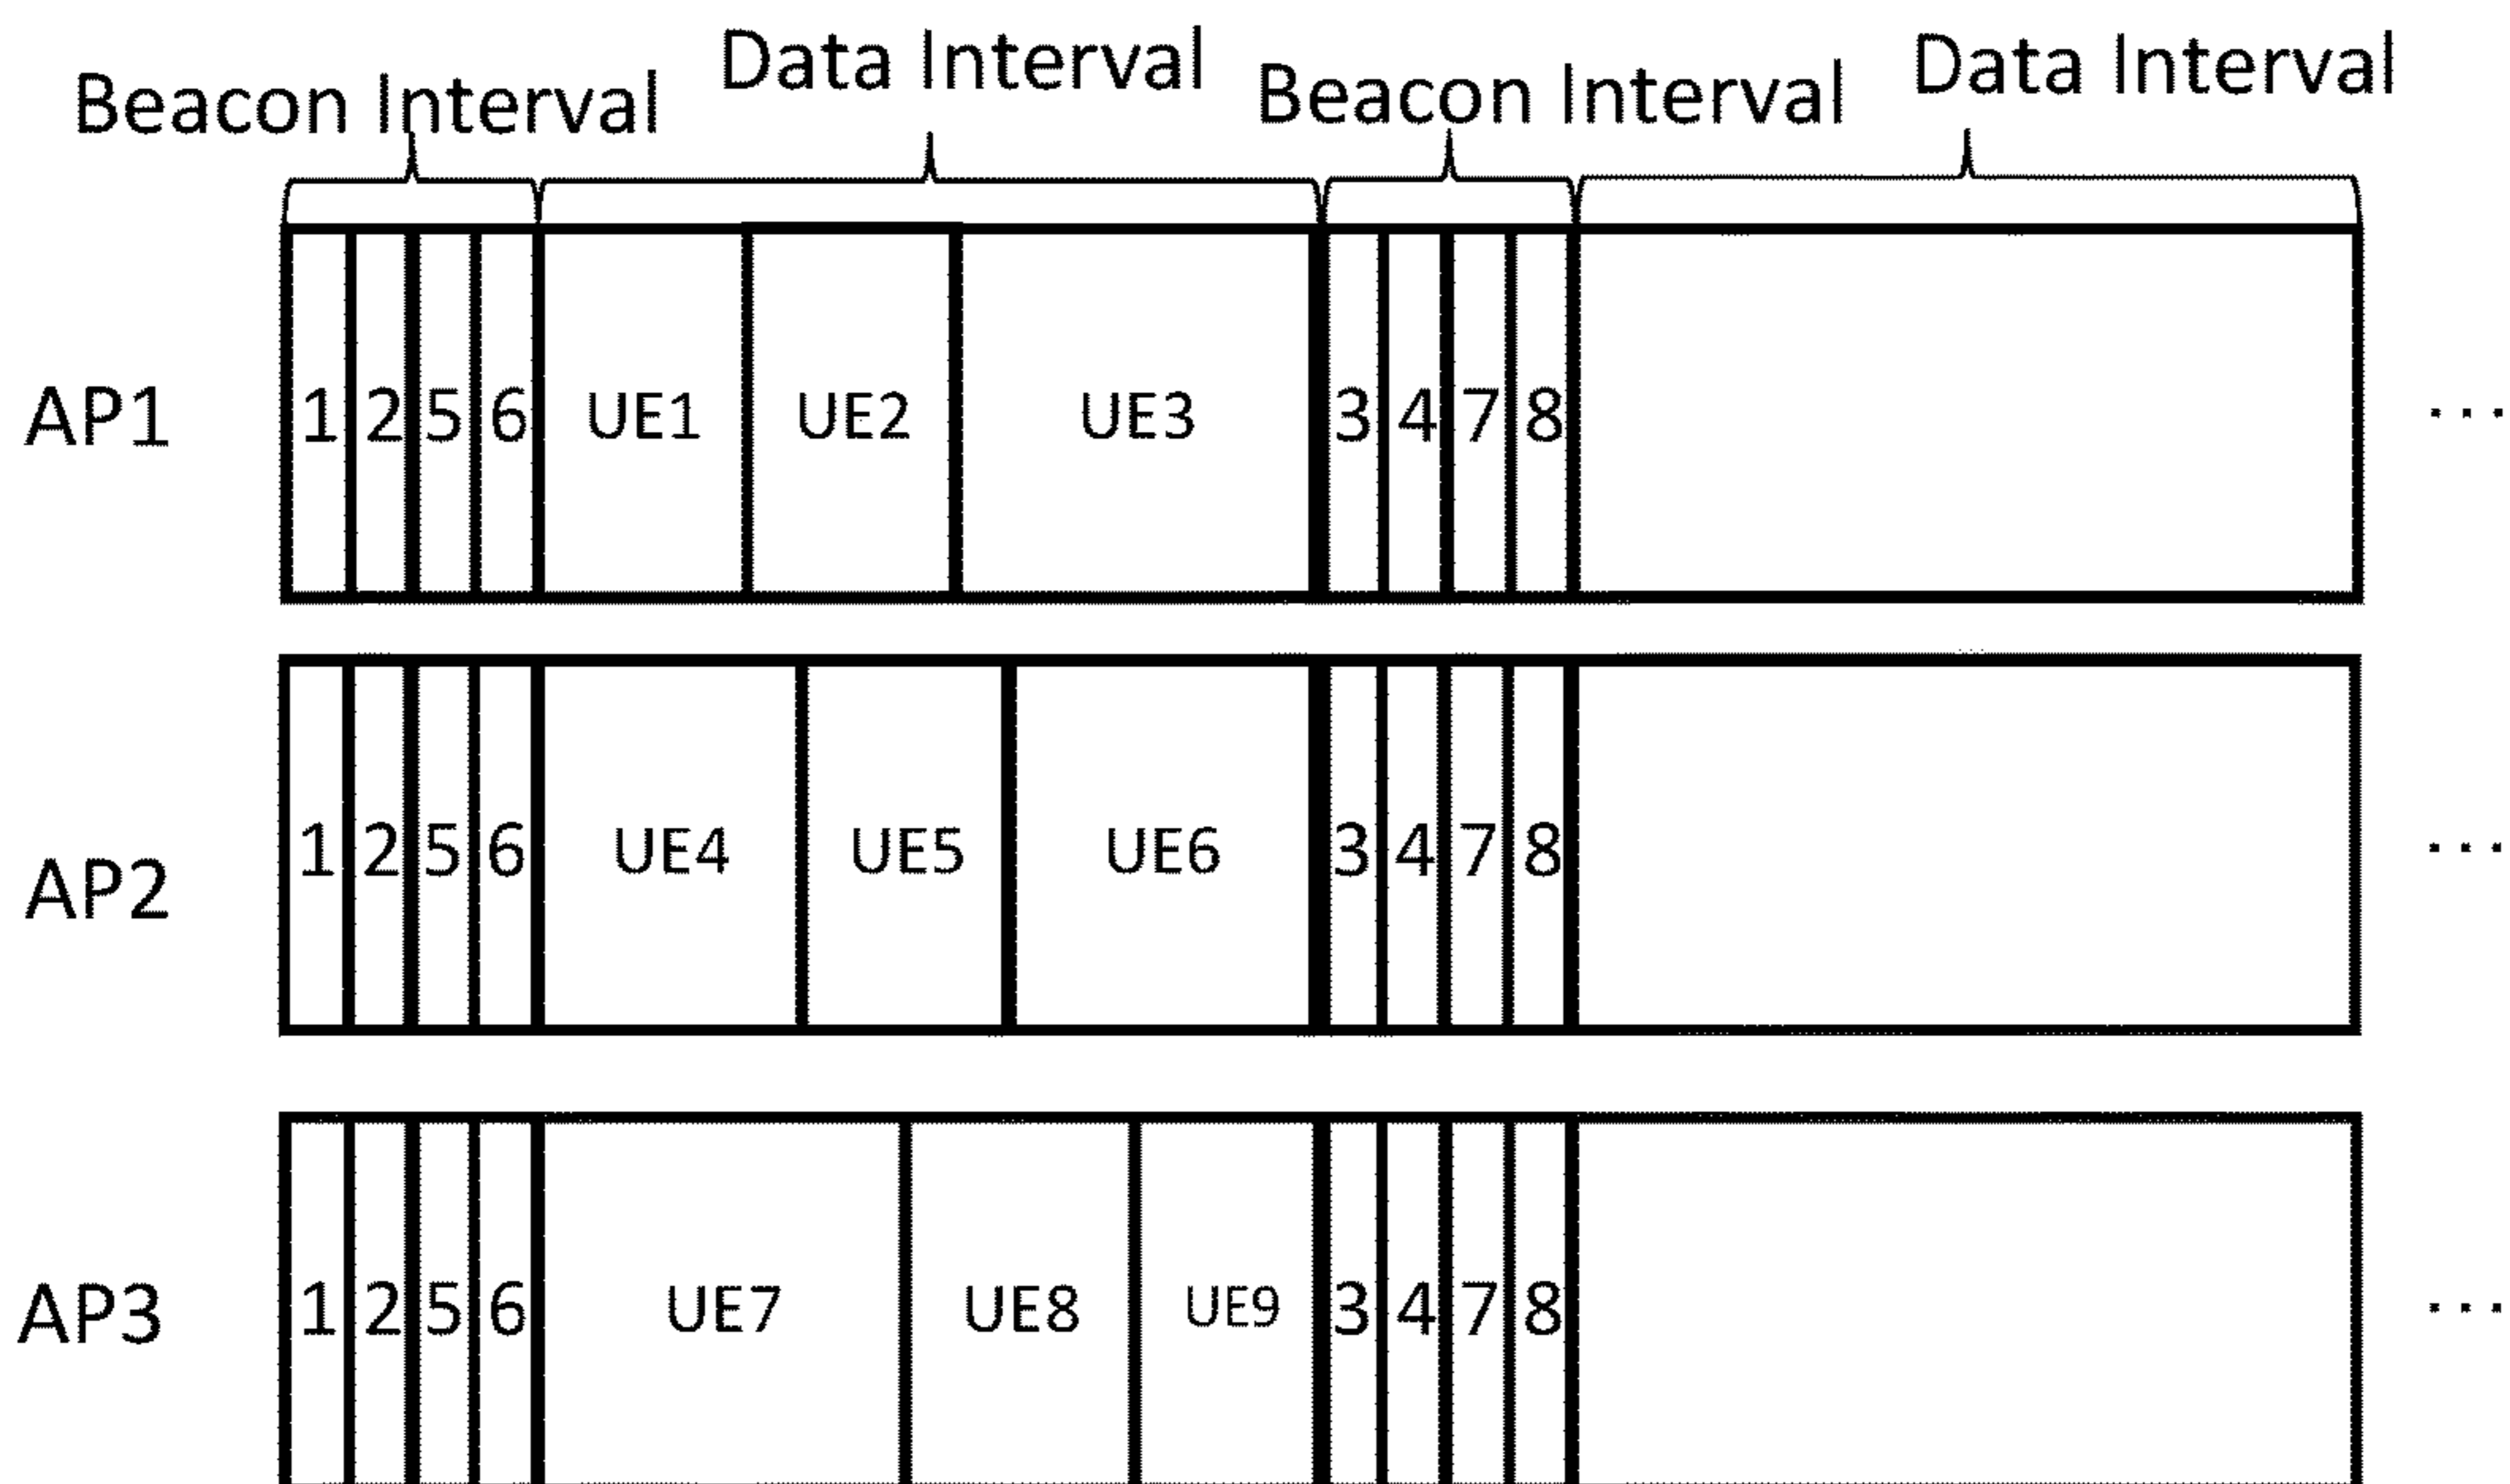 Beacon Interval Data Interval Beacon Interval Data Interval
AP1 1 2 5 6 UE1 UE2 UE3 3 4 7 8 ...
AP2 1 2 5 6 UE4 UE5 UE6 3 4 7 8 ...
AP3 1 2 5 6 UE7 UE8 UE9 3 4 7 8 ...